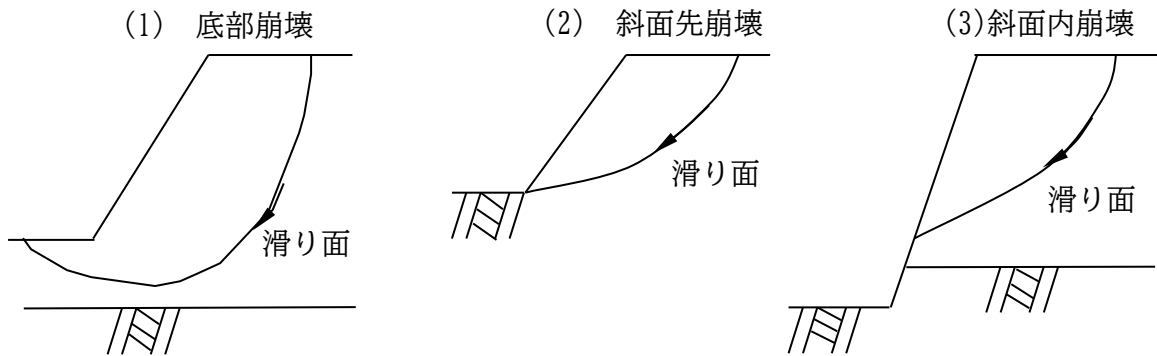 (1) 底部崩壊
(2) 斜面先崩壊
(3)斜面内崩壊
滑り面
滑り面
滑り面